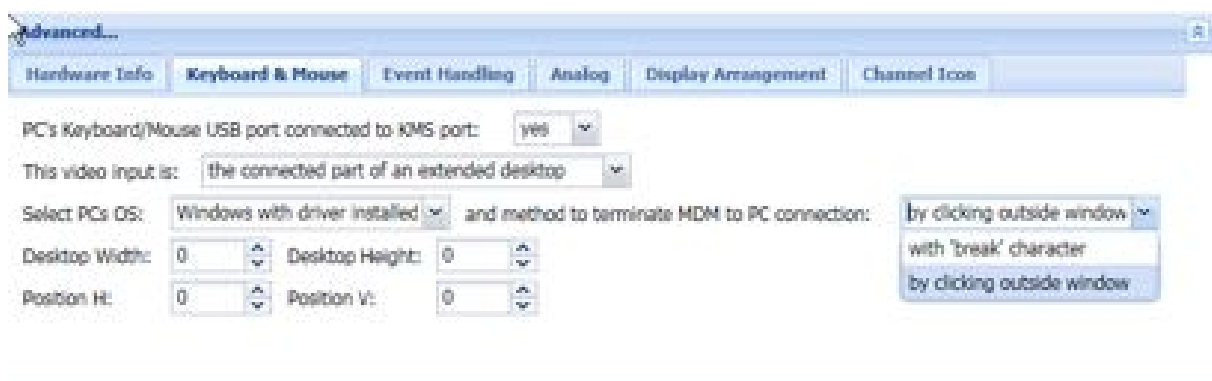 Advanced...
Hardware Info Keyboard & Mouse Event Handling Analog Display Arrangement Channel Icon
PC's Keyboard/Mouse USB port connected to KMS port: yes
This video input is: the connected part of an extended desktop
Select PCs OS: Windows with driver installed and method to terminate MDM to PC connection: by clicking outside window
Desktop Width: 0 Desktop Height: 0 with 'break' character
Position H: 0 Position V: 0 by clicking outside window